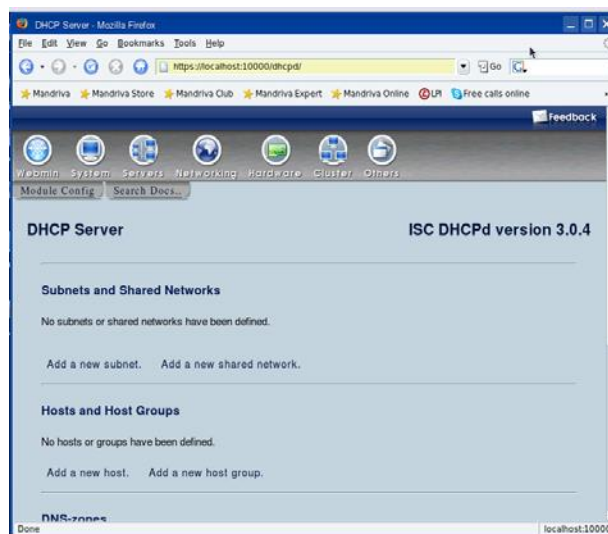 DHCP Server - Mozilla Firefox
File Edit View Go Bookmarks Tools Help
https://localhost:10000/dhcpd/ Go
Mandriva Mandriva Store Mandriva Club Mandriva Expert Mandriva Online LPI Free calls online
Feedback
Webmin System Servers Networking Hardware Cluster Others
Module Config Search Docs..
DHCP Server ISC DHCPd version 3.0.4
Subnets and Shared Networks
No subnets or shared networks have been defined.
Add a new subnet. Add a new shared network.
Hosts and Host Groups
No hosts or groups have been defined.
Add a new host. Add a new host group.
DNS-zones
Done localhost:10000